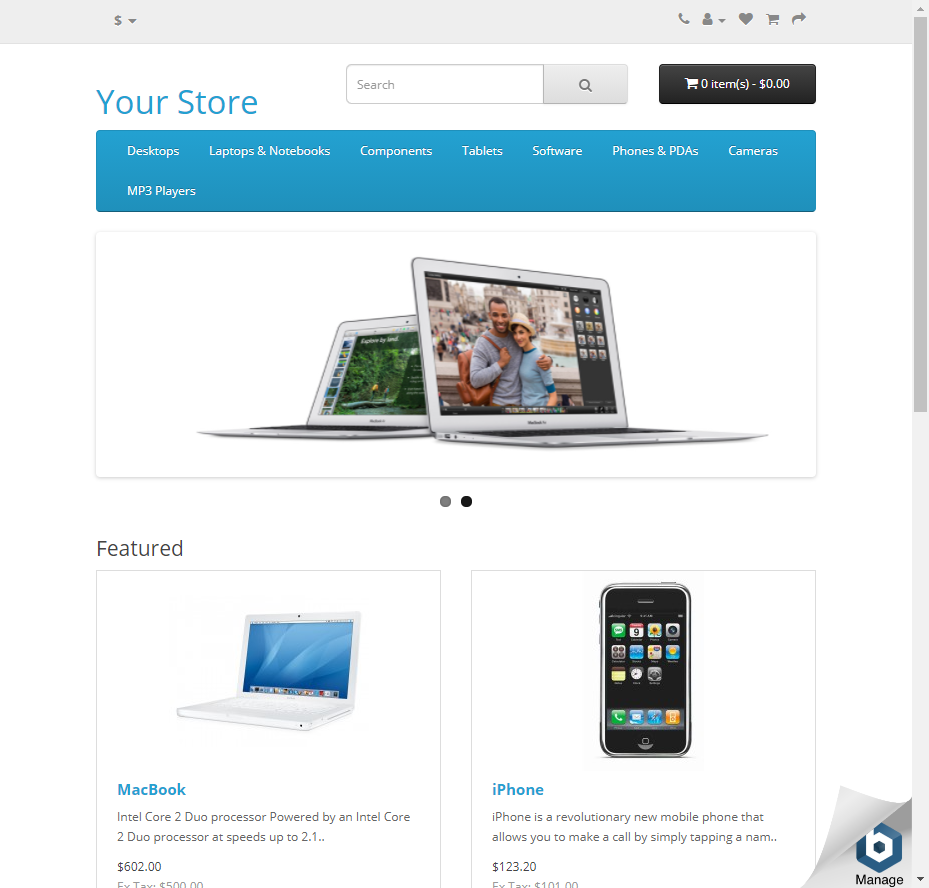 $
Search
0 item(s) - $0.00
Your Store
Desktops Laptops & Notebooks Components Tablets Software Phones & PDAs Cameras
MP3 Players
Explore by land.
Featured
MacBook
iPhone
Intel Core 2 Duo processor Powered by an Intel Core
2 Duo processor at speeds up to 2.1..
iPhone is a revolutionary new mobile phone that
allows you to make a call by simply tapping a nam..
$602.00
$123.20
Ex Tax: $500.00
Ex Tax: $101.00
Manage